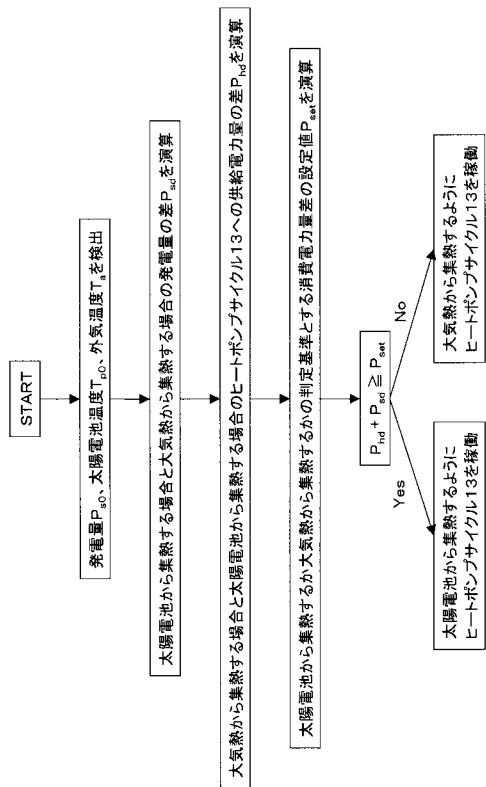 START
発電量Ps0、太陽電池温度Tp0、外気温度Taを検出
太陽電池から集熱する場合と大気熱から集熱する場合の発電量の差Psdを演算
大気熱から集熱する場合と太陽電池から集熱する場合のヒートポンプサイクル13への供給電力量の差Phdを演算
太陽電池から集熱するか大気熱から集熱するかの判定基準とする消費電力量差の設定値Psetを演算
Phd + Psd ≧ Pset
Yes
No
太陽電池から集熱するように
ヒートポンプサイクル13を稼働
大気熱から集熱するように
ヒートポンプサイクル13を稼働